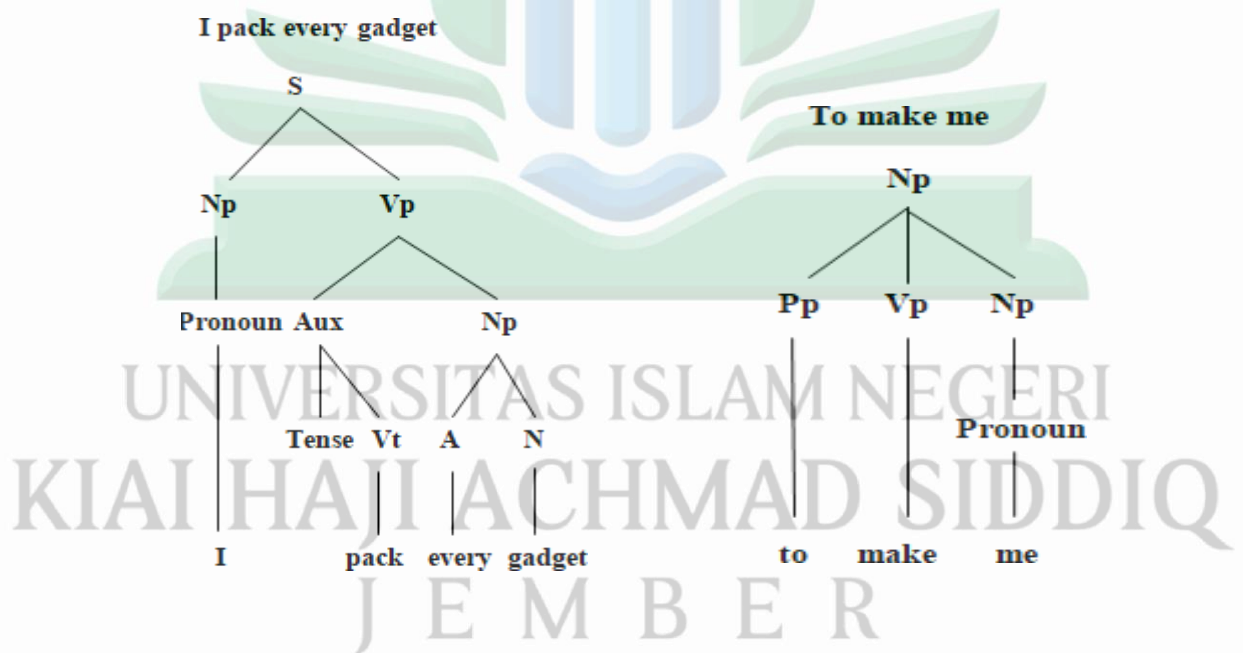 I pack every gadget
S
To make me
Np
Np Vp
Pp Vp Np
Pronoun Aux Np
UNIVERSITAS ISLAM NEGERI
Tense Vt A N
Pronoun
KIAI HAJI ACHMAD SIDDIQ
I pack every gadget
to make me
J E M B E R